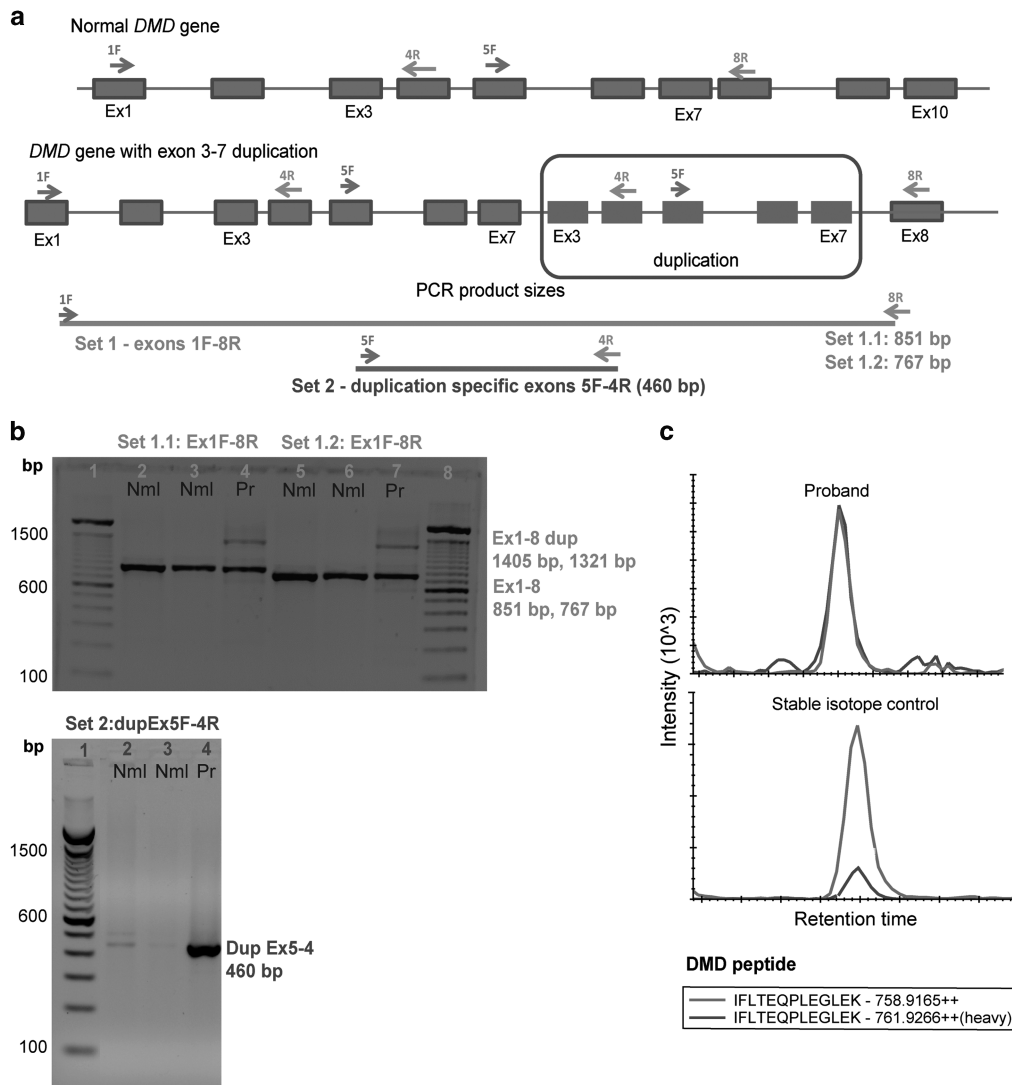 a
Normal DMD gene
1F
4R
5F
8R
Ex1
Ex3
Ex7
Ex10
DMD gene with exon 3-7 duplication
1F
4R
5F
4R
5F
8R
Ex1
Ex3
Ex7
Ex3
Ex7
Ex8
duplication
PCR product sizes
1F
8R
Set 1 - exons 1F-8R
Set 1.1: 851 bp
Set 1.2: 767 bp
5F
4R
Set 2 - duplication specific exons 5F-4R (460 bp)
b
Set 1.1: Ex1F-8R
Set 1.2: Ex1F-8R
bp
1 2 3 4 5 6 7 8
Nml Nml Pr Nml Nml Pr
1500
600
100
Ex1-8 dup
1405 bp, 1321 bp
Ex1-8
851 bp, 767 bp
Set 2:dupEx5F-4R
bp
1 2 3 4
Nml Nml Pr
1500
600
100
Dup Ex5-4
460 bp
c
Proband
Stable isotope control
Intensity (10^3)
Retention time
DMD peptide
IFLTEQPLEGLEK - 758.9165++
IFLTEQPLEGLEK - 761.9266++(heavy)